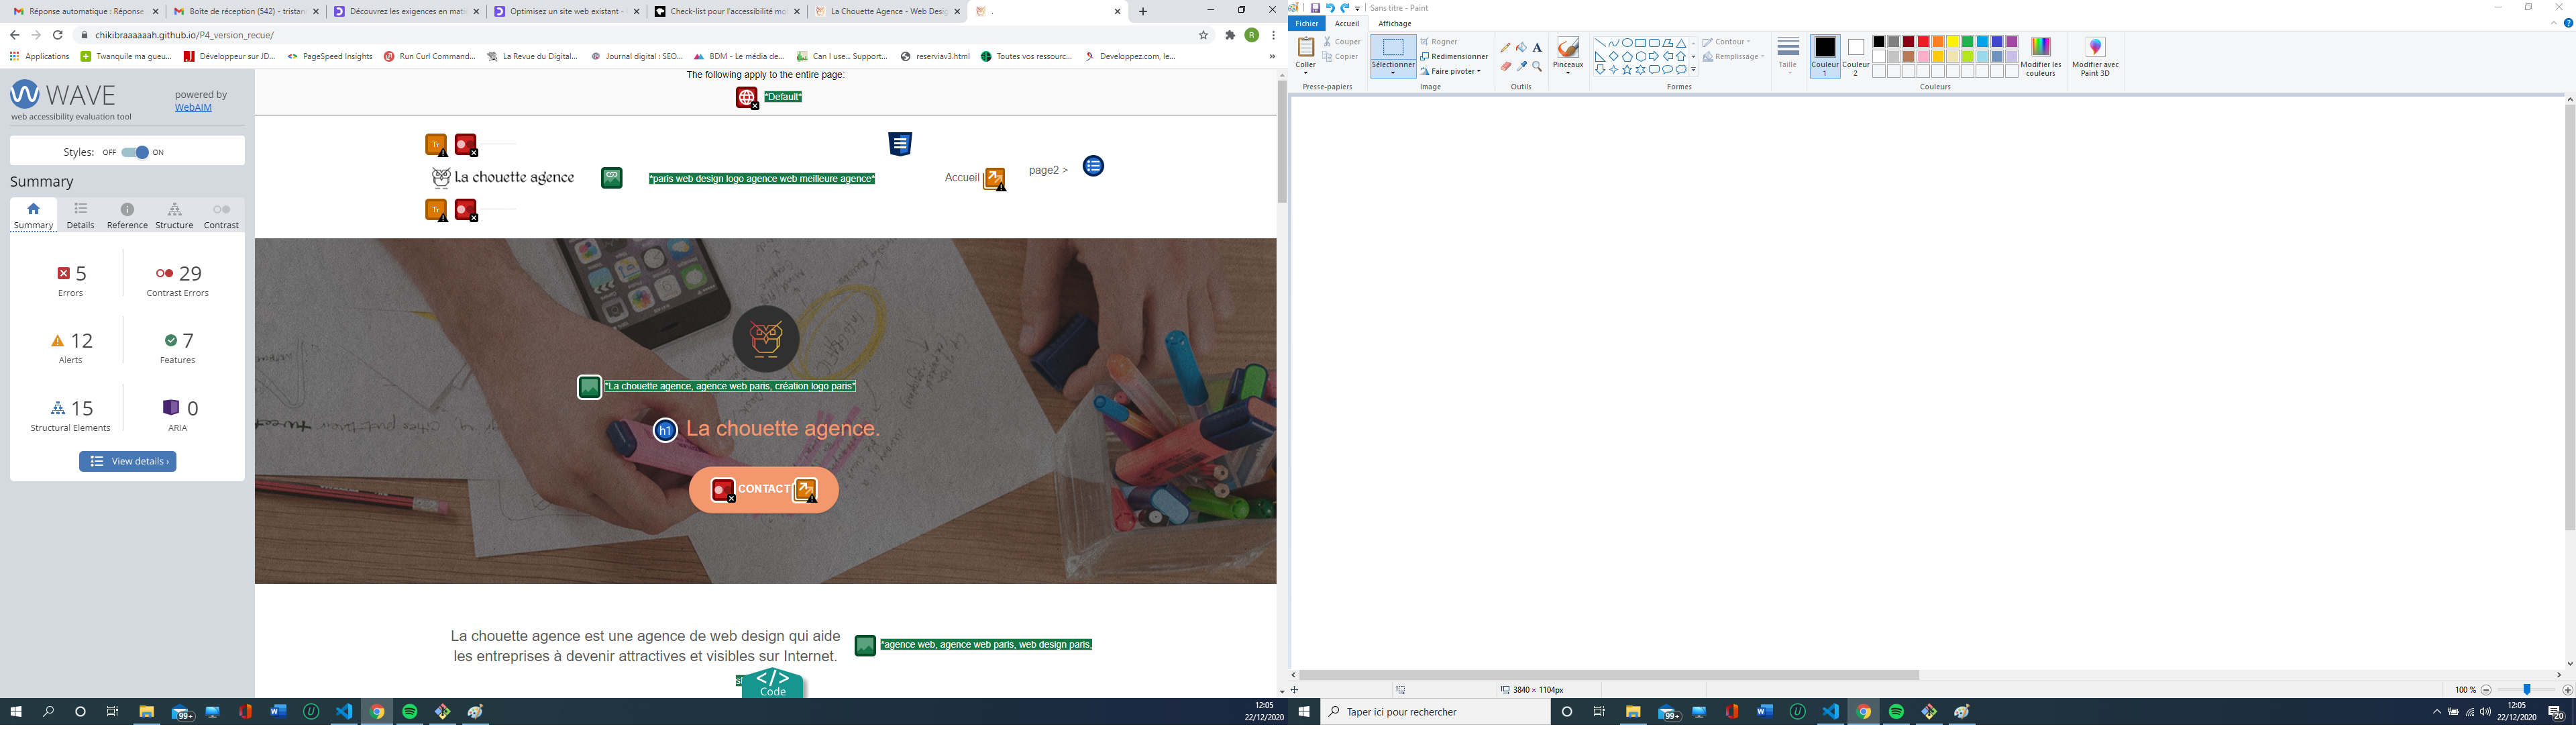 Réponse automatique : Réponse
Boîte de réception (542) - tristan
Découvrez les exigences en mati
Optimisez un site web existant -
Check-list pour l'accessibilité mo
La Chouette Agence - Web Desig
.
Sans titre - Paint
chikibraaaaaah.github.io/P4_version_recue/
R
Fichier
Accueil
Affichage
Applications
Twanquile ma gueu...
Développeur sur JD...
PageSpeed Insights
Run Curl Command...
La Revue du Digital...
Journal digital : SEO...
BDM - Le média de...
Can I use... Support...
reserviav3.html
Toutes vos ressourc...
Developpez.com, le...
»
Coller
Couper
Copier
Presse-papiers
Sélectionner
Rogner
Redimensionner
Faire pivoter
Image
Outils
Pinceaux
Contour
Remplissage
Formes
Taille
Couleur
1
Couleur
2
Modifier les
couleurs
Modifier avec
Paint 3D
Couleurs
WAVE
web accessibility evaluation tool
powered by
WebAIM
Styles: OFF ON
Summary
Summary
Details
Reference
Structure
Contrast
5
Errors
29
Contrast Errors
12
Alerts
7
Features
15
Structural Elements
0
ARIA
View details ›
The following apply to the entire page:
*Default*
La chouette agence
*paris web design logo agence web meilleure agence*
Accueil
page2 >
*La chouette agence, agence web paris, création logo paris*
h1
La chouette agence.
CONTACT
La chouette agence est une agence de web design qui aide
les entreprises à devenir attractives et visibles sur Internet.
*agence web, agence web paris, web design paris,
</>
Code
3840 × 1104px
100 %
99+
12:05
22/12/2020
Taper ici pour rechercher
99+
12:05
22/12/2020
20